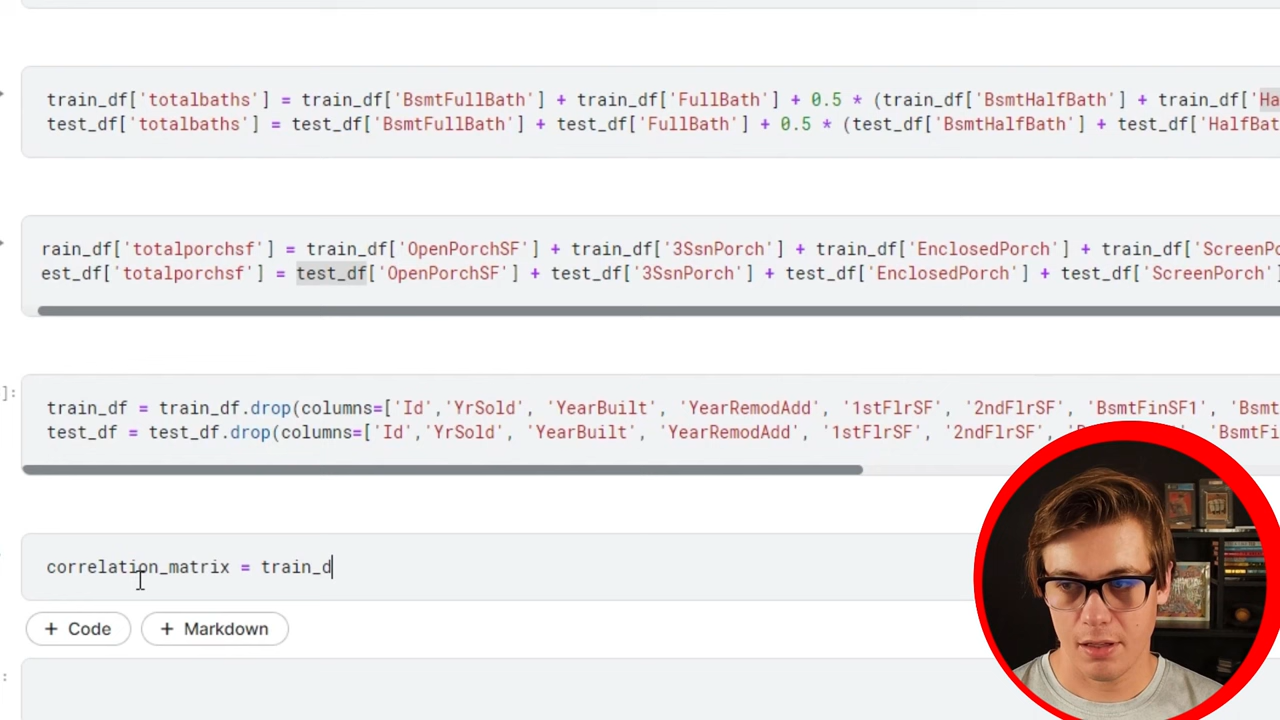 train_df['totalbaths'] = train_df['BsmtFullBath'] + train_df['FullBath'] + 0.5 * (train_df['BsmtHalfBath'] + train_df['Ha
test_df['totalbaths'] = test_df['BsmtFullBath'] + test_df['FullBath'] + 0.5 * (test_df['BsmtHalfBath'] + test_df['HalfBat
rain_df['totalporchsf'] = train_df['OpenPorchSF'] + train_df['3SsnPorch'] + train_df['EnclosedPorch'] + train_df['ScreenPo
est_df['totalporchsf'] = test_df['OpenPorchSF'] + test_df['3SsnPorch'] + test_df['EnclosedPorch'] + test_df['ScreenPorch']
]:
train_df = train_df.drop(columns=['Id','YrSold', 'YearBuilt', 'YearRemodAdd', '1stFlrSF', '2ndFlrSF', 'BsmtFinSF1', 'Bsmt
test_df = test_df.drop(columns=['Id','YrSold', 'YearBuilt', 'YearRemodAdd', '1stFlrSF', '2ndFlrSF', 'BsmtFi
correlation_matrix = train_d
+ Code + Markdown
: